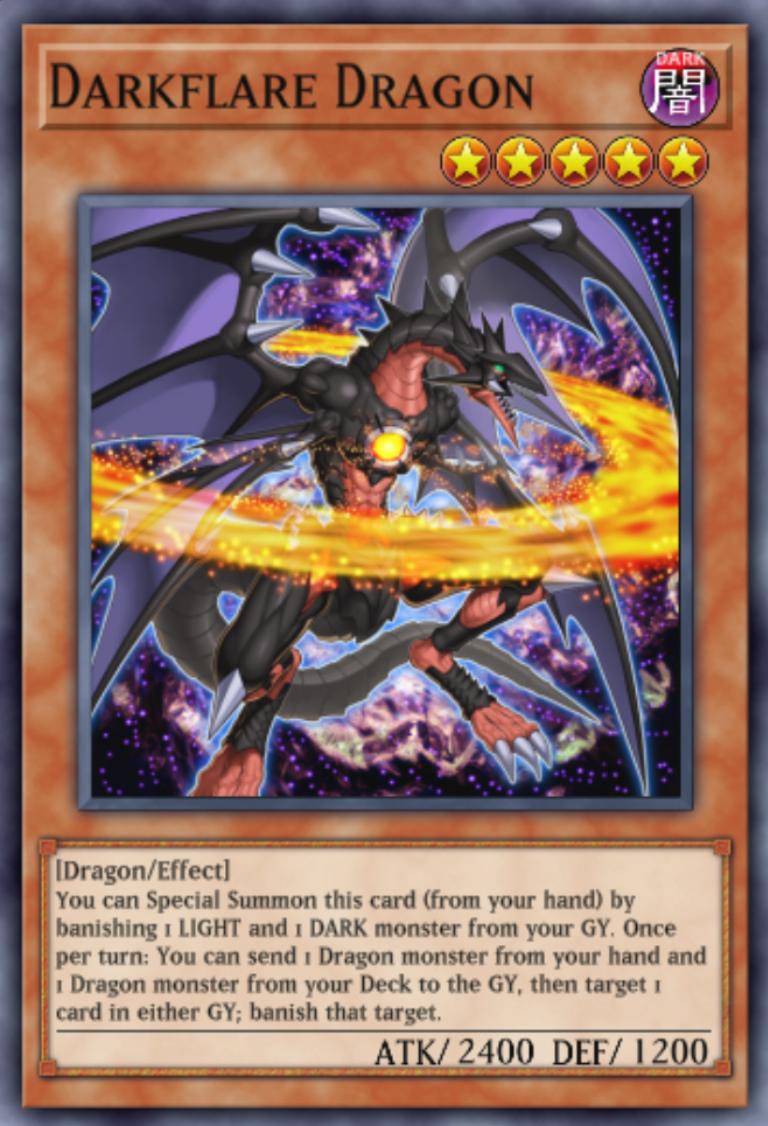 Darkflare Dragon
DARK
闇
[Dragon/Effect]
You can Special Summon this card (from your hand) by
banishing 1 LIGHT and 1 DARK monster from your GY. Once
per turn: You can send 1 Dragon monster from your hand and
1 Dragon monster from your Deck to the GY, then target 1
card in either GY; banish that target.
ATK/ 2400 DEF/ 1200